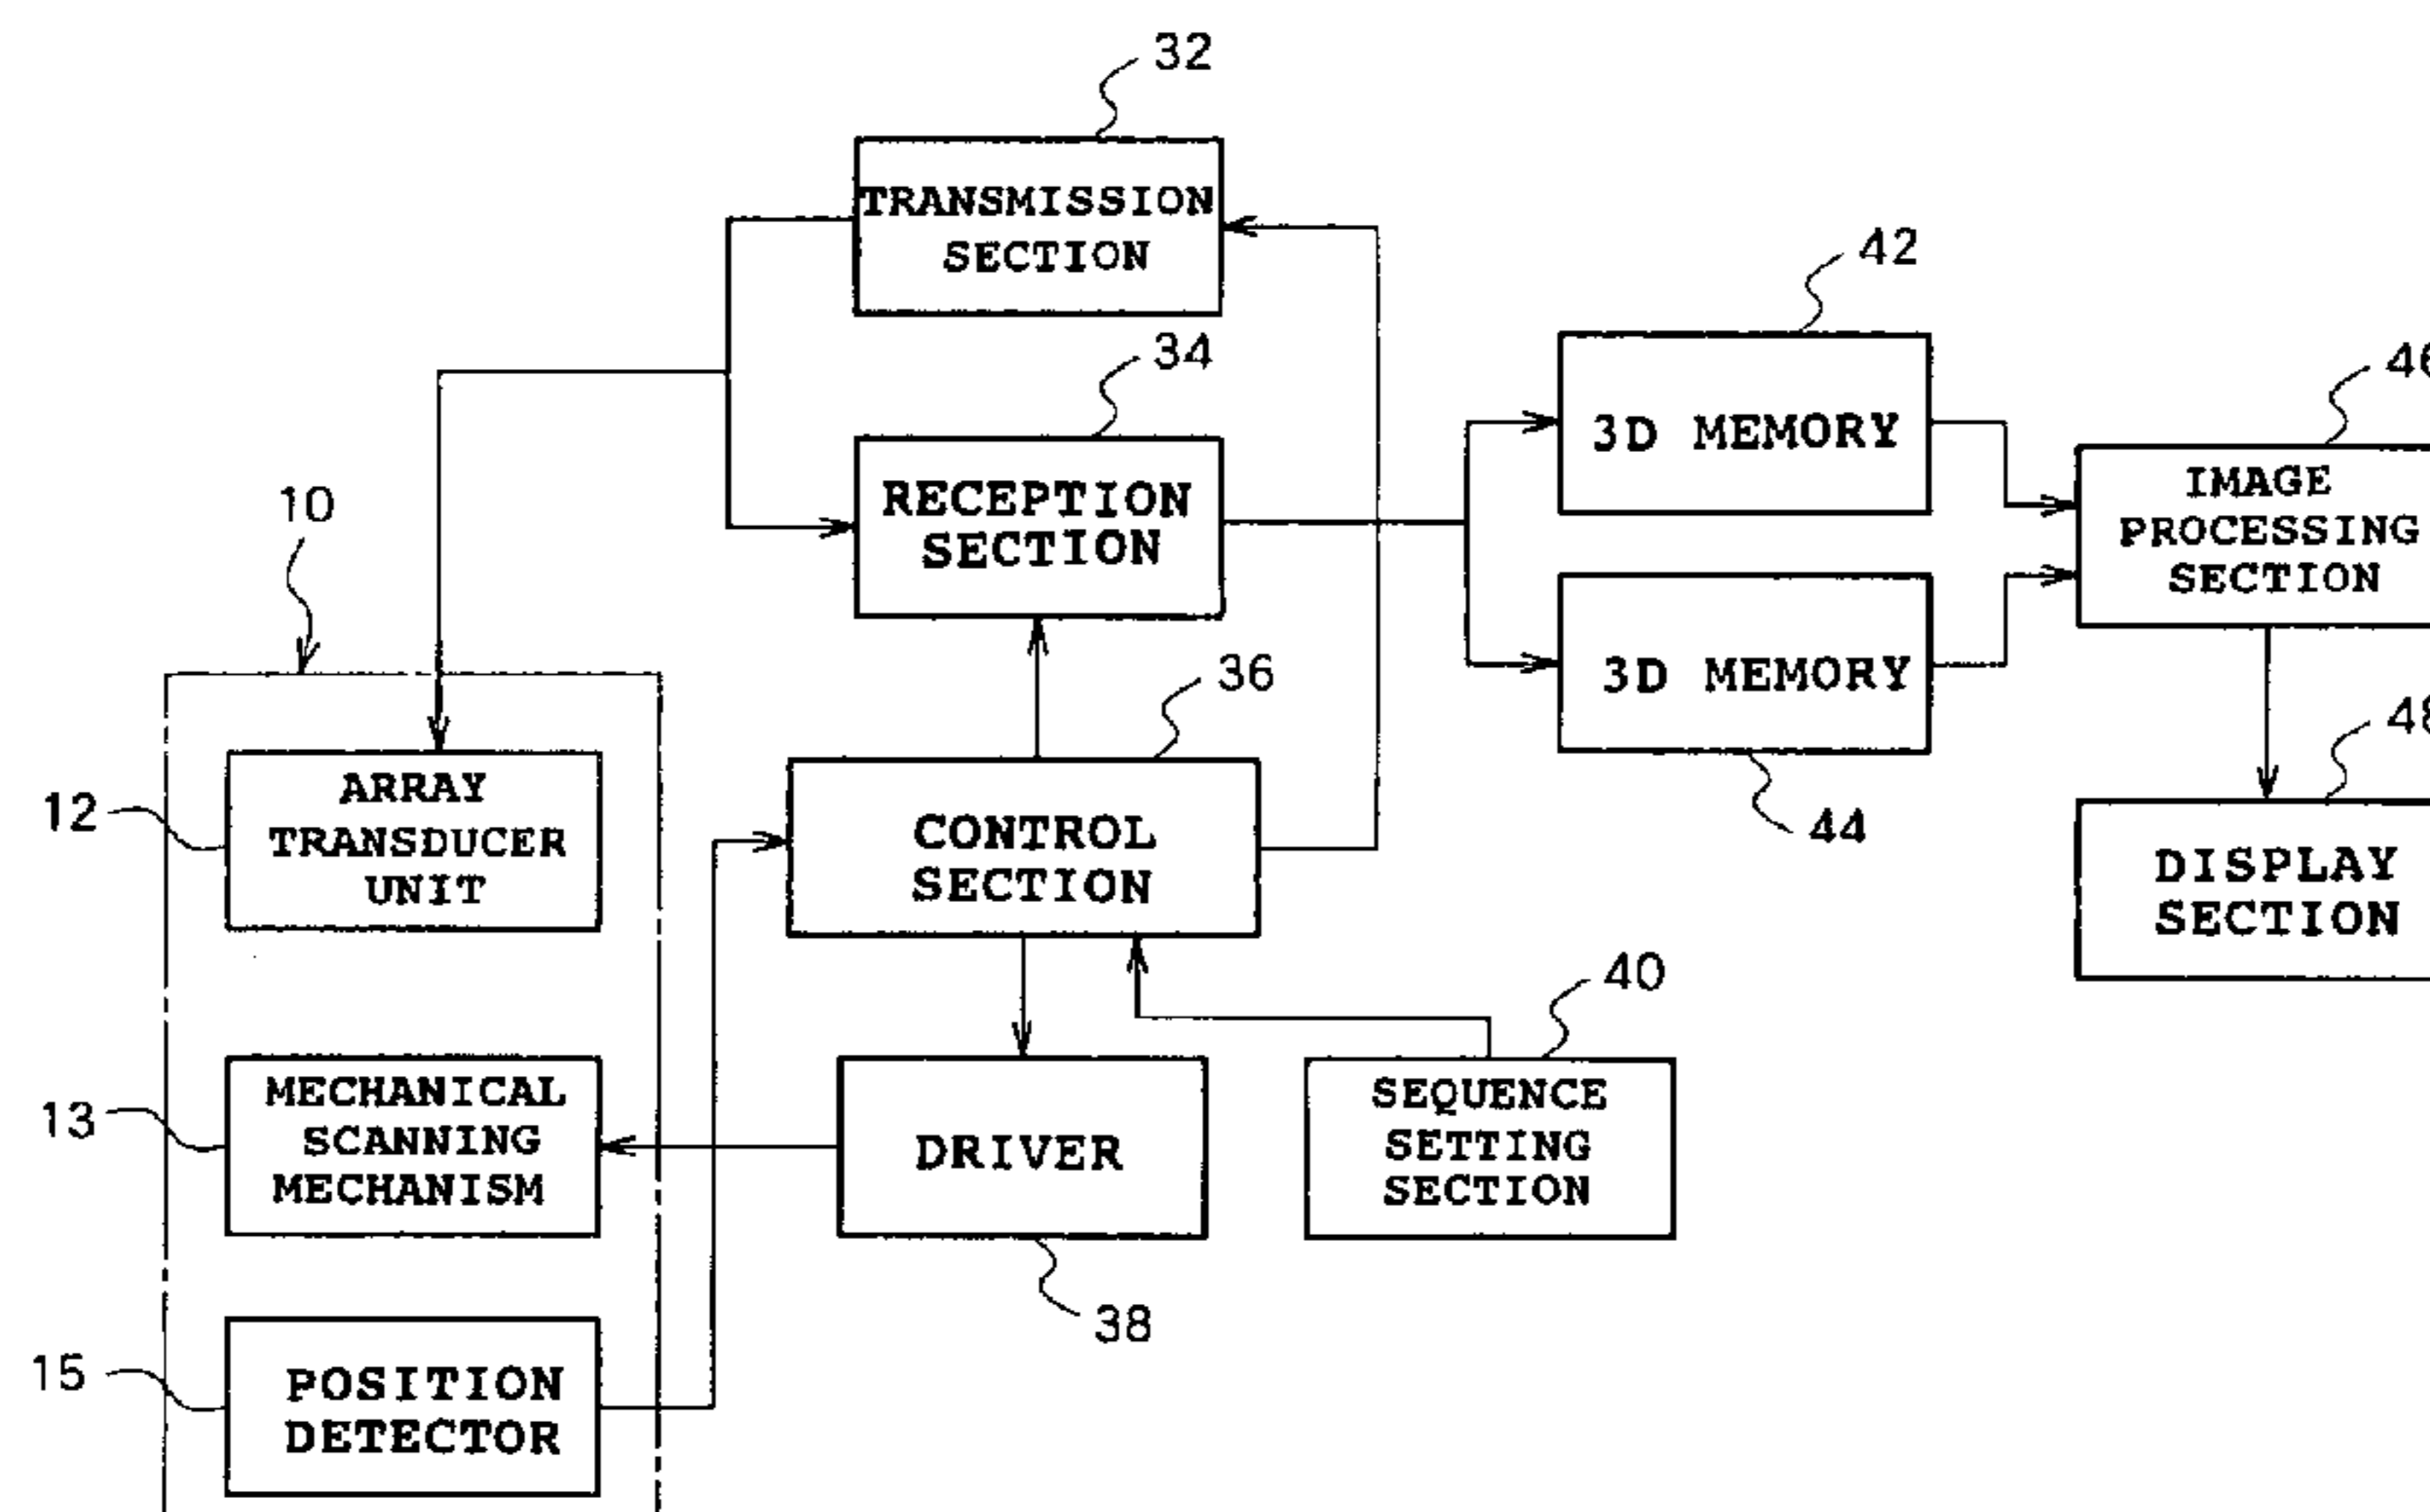 32
TRANSMISSION
SECTION
42
34
46
3D MEMORY
RECEPTION
SECTION
IMAGE
PROCESSING
SECTION
10
3D MEMORY
36
48
44
12
ARRAY
TRANSDUCER
UNIT
CONTROL
SECTION
DISPLAY
SECTION
40
13
MECHANICAL
SCANNING
MECHANISM
DRIVER
SEQUENCE
SETTING
SECTION
38
15
POSITION
DETECTOR